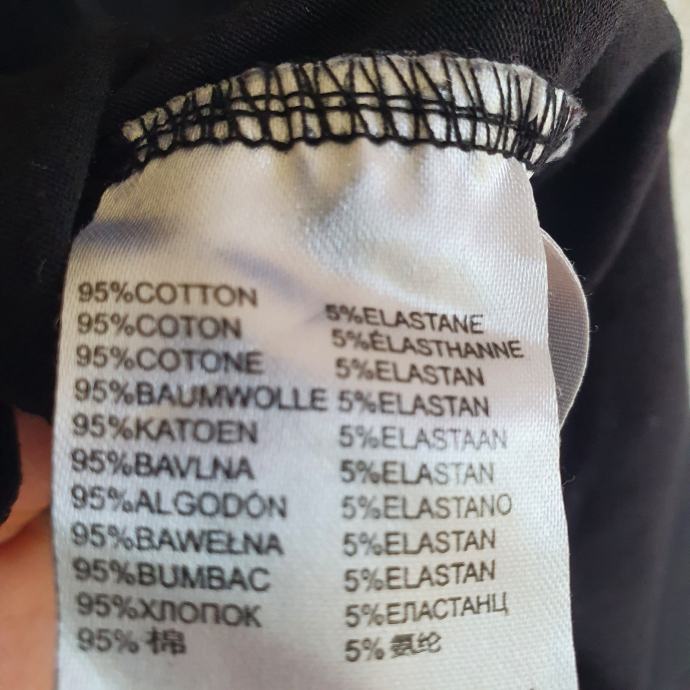 95%COTTON 5%ELASTANE
95%COTON 5%ÉLASTHANNE
95%COTONE 5%ELASTAN
95%BAUMWOLLE 5%ELASTAN
95%KATOEN 5%ELASTAAN
95%BAVLNA 5%ELASTAN
95%ALGODÓN 5%ELASTANO
95%BAWEŁNA 5%ELASTAN
95%BUMBAC 5%ELASTAN
95%ХЛОПОК 5%ЕЛАСТАНЦ
95%棉 5%氨纶